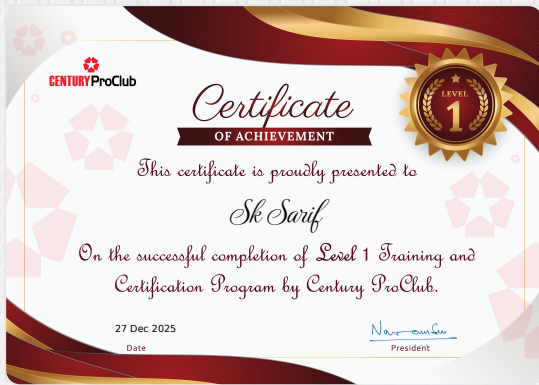 CENTURY ProClub
LEVEL
1
Certificate
OF ACHIEVEMENT
This certificate is proudly presented to
Sk Sarif
On the successful completion of Level 1 Training and
Certification Program by Century ProClub.
27 Dec 2025
Date
President